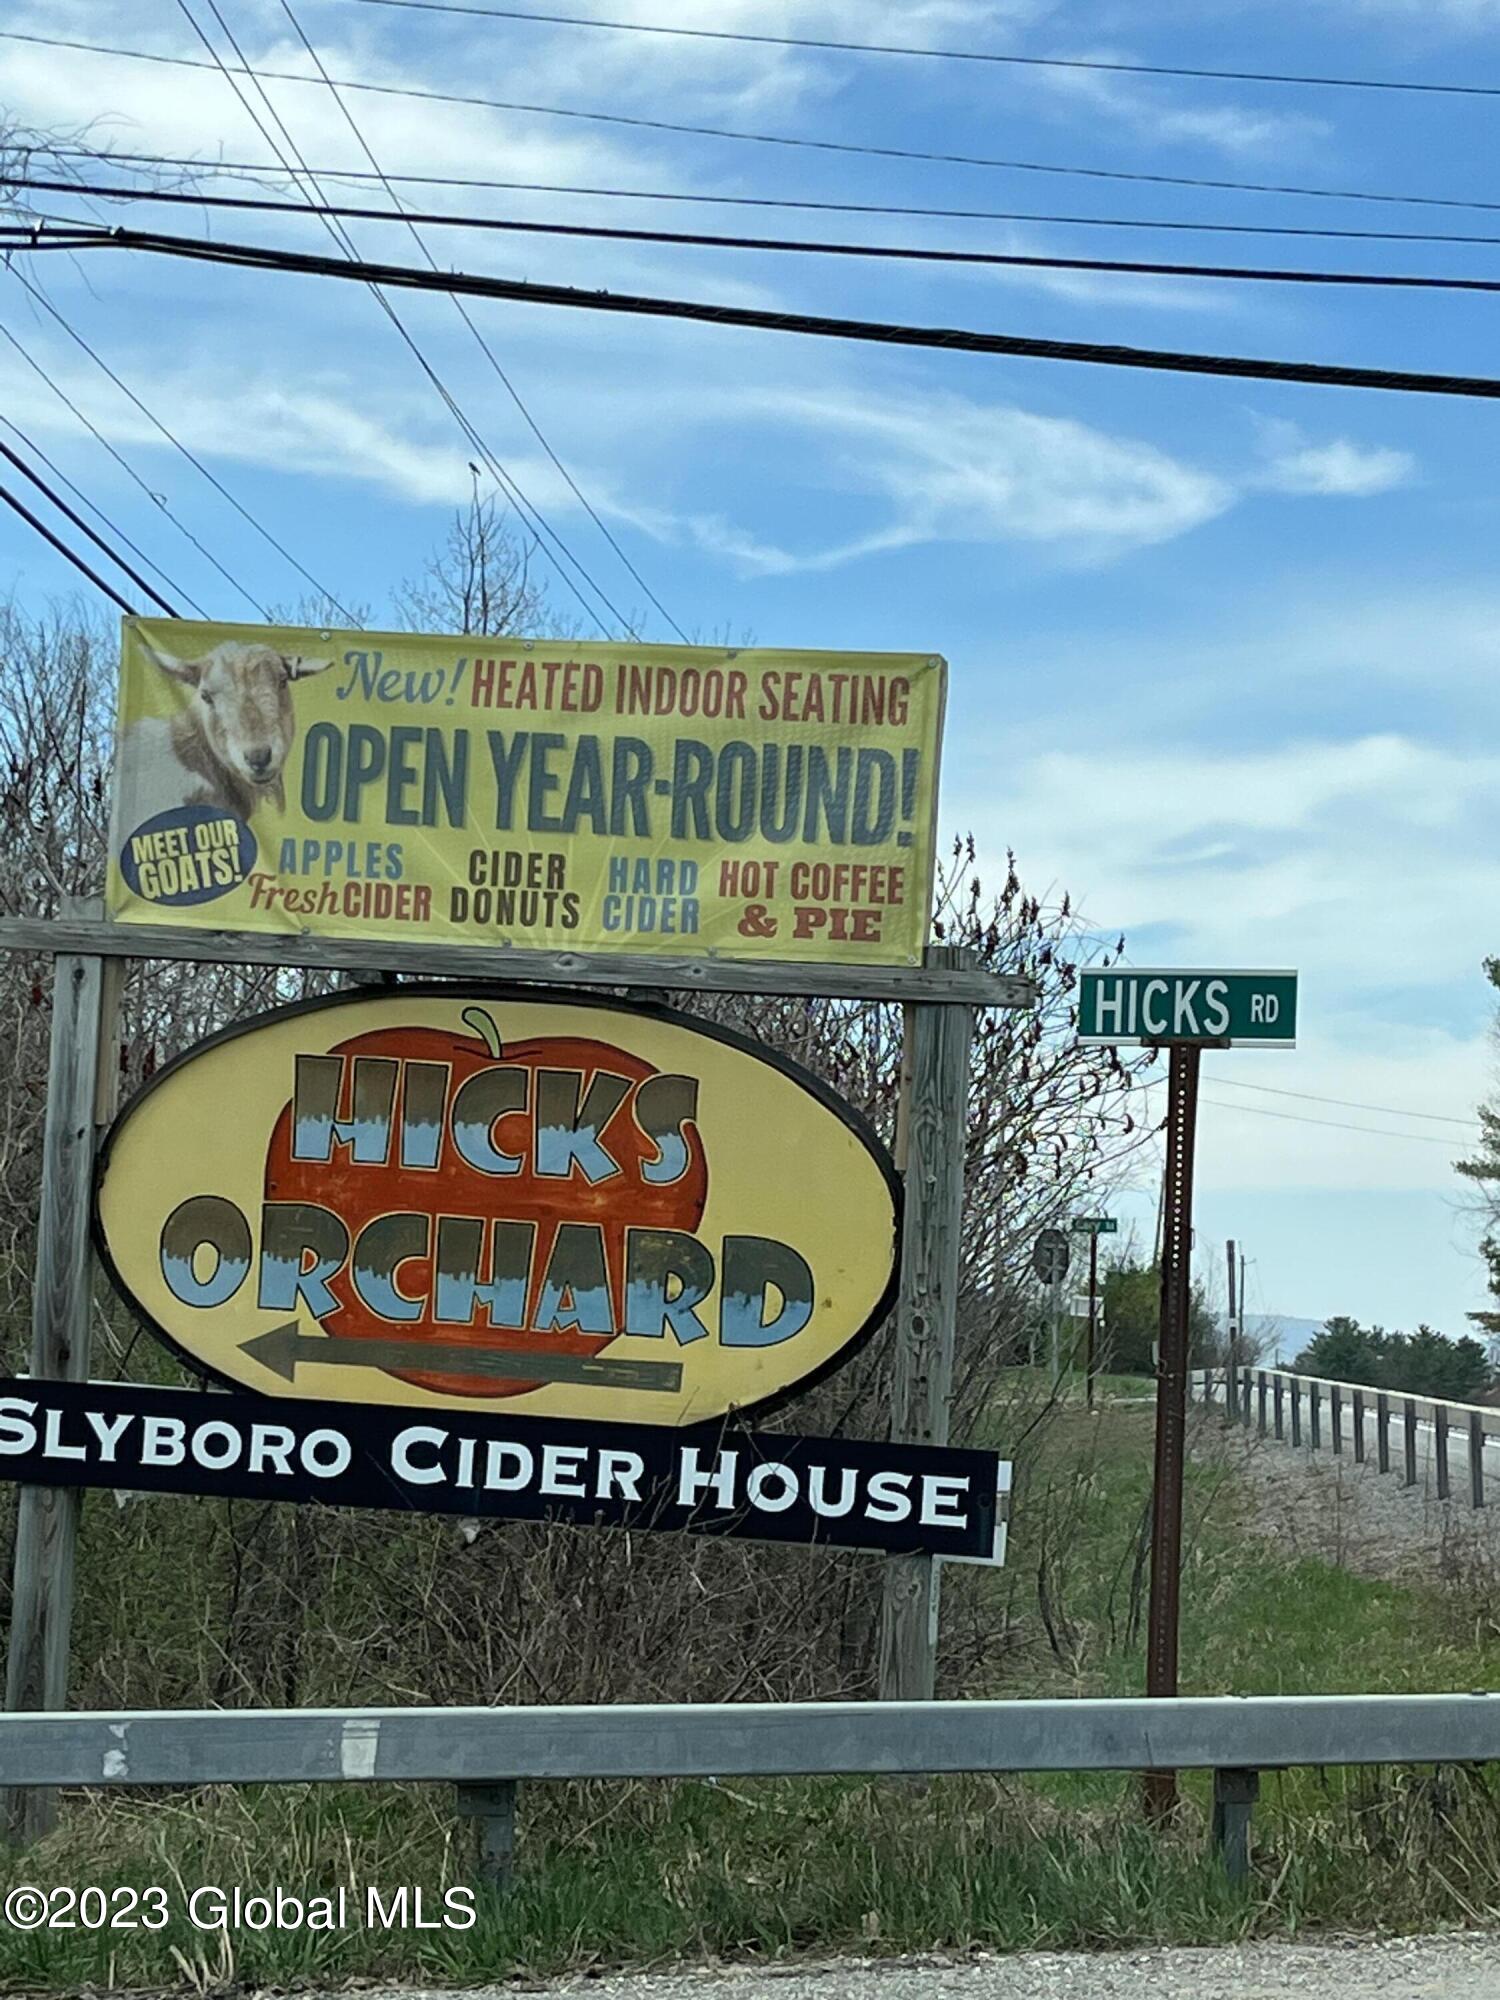 New! HEATED INDOOR SEATING
OPEN YEAR-ROUND!
MEET OUR
GOATS!
APPLES
Fresh CIDER
CIDER
DONUTS
HARD
CIDER
HOT COFFEE
& PIE
HICKS RD
HICKS
ORCHARD
SLYBORO CIDER HOUSE
©2023 Global MLS